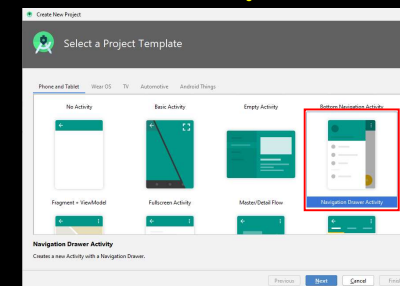 Create New Project
Select a Project Template
Phone and Tablet Wear OS TV Automotive Android Things
No Activity Basic Activity Empty Activity Bottom Navigation Activity
Fragment + ViewModel Fullscreen Activity Master/Detail Flow Navigation Drawer Activity
Navigation Drawer Activity
Creates a new Activity with a Navigation Drawer.
Previous Next Cancel Finish